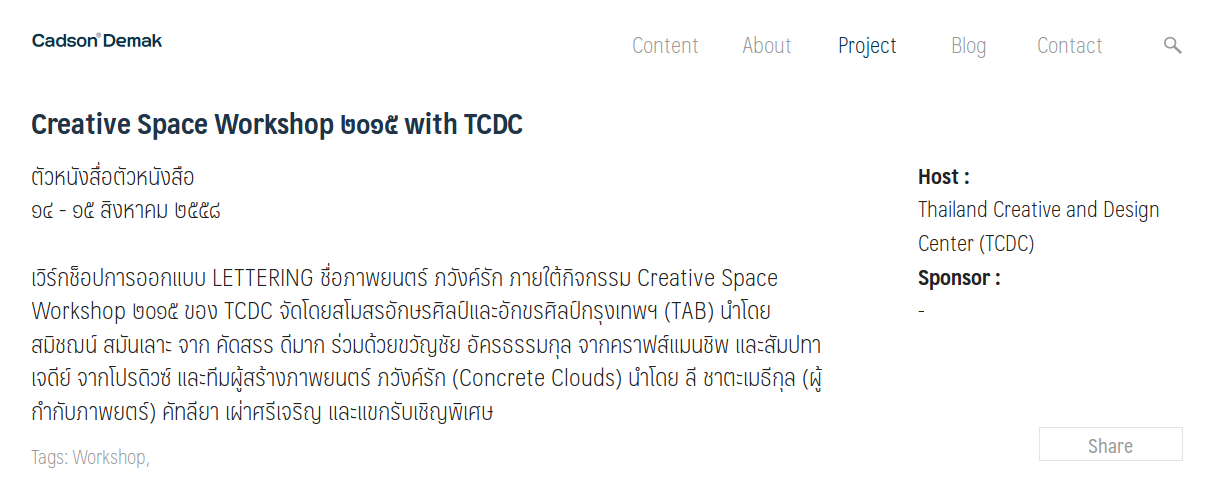 Cadson® Demak
Content About Project Blog Contact
Creative Space Workshop ๒๐๑๕ with TCDC
ตัวหนังสื่อตัวหนังสือ
๑๔ - ๑๕ สิงหาคม ๒๕๕๘
เวิร์กช็อปการออกแบบ LETTERING ชื่อภาพยนตร์ ภวังค์รัก ภายใต้กิจกรรม Creative Space
Workshop ๒๐๑๕ ของ TCDC จัดโดยสโมสรอักษรศิลป์และอักขรศิลป์กรุงเทพฯ (TAB) นำโดย
สมิชฌน์ สมันเลาะ จาก คัดสรร ดีมาก ร่วมด้วยขวัญชัย อัครธรรมกุล จากคราฟส์แมนชิพ และสัมปทา
เจดีย์ จากโปรดิวซ์ และทีมผู้สร้างภาพยนตร์ ภวังค์รัก (Concrete Clouds) นำโดย ลี ชาตะเมธีกุล (ผู้
กำกับภาพยตร์) คัทลียา เผ่าศรีเจริญ และแขกรับเชิญพิเศษ
Tags: Workshop,
Host :
Thailand Creative and Design
Center (TCDC)
Sponsor :
-
Share